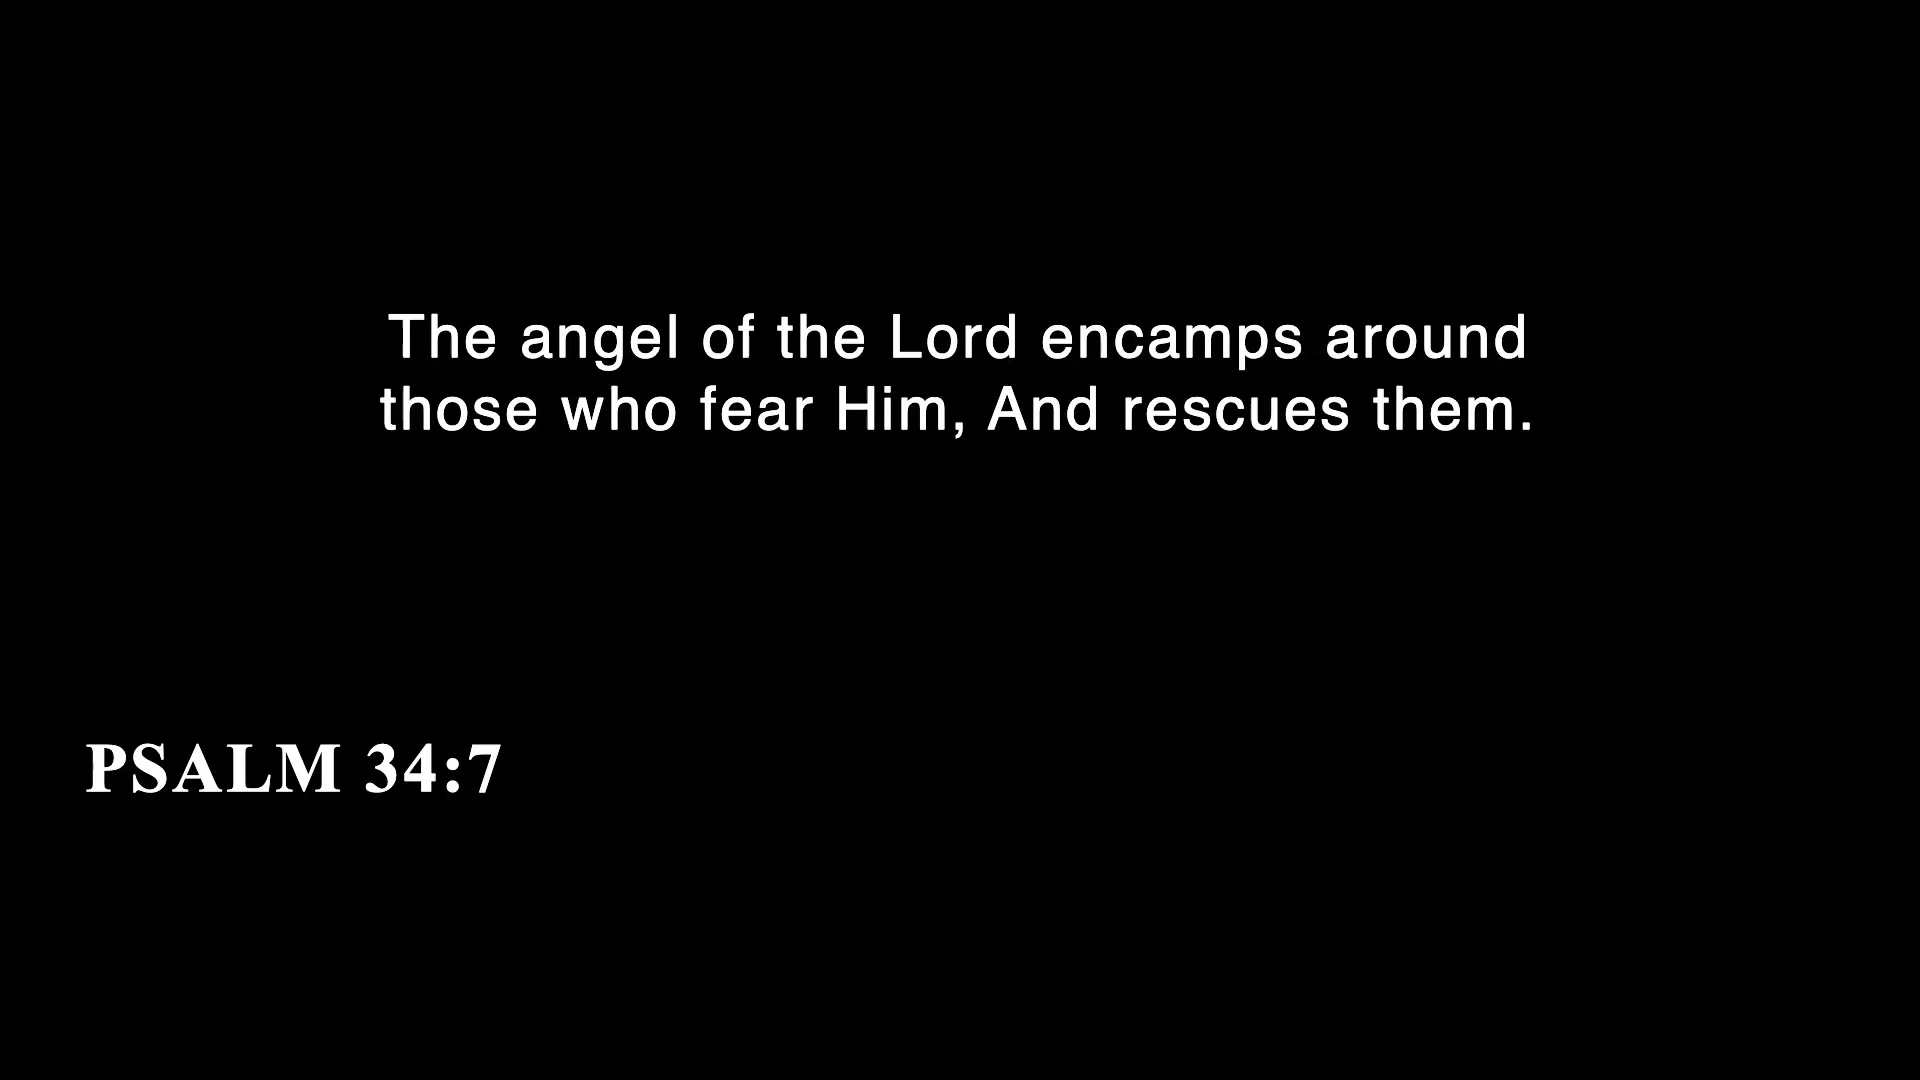 The angel of the Lord encamps around
those who fear Him, And rescues them.
PSALM 34:7